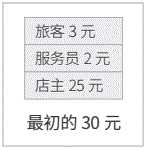 旅客 3 元
服务员 2 元
店主 25 元
最初的 30 元